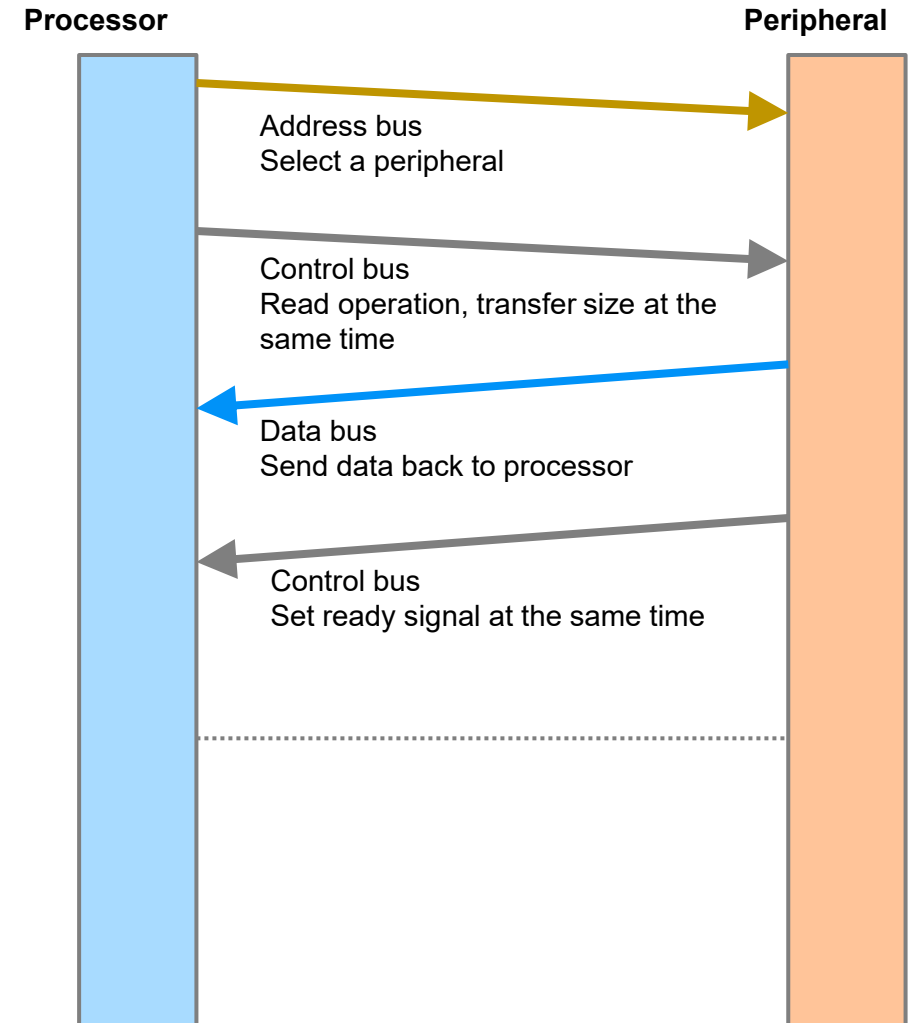 Processor
Peripheral
Address bus
Select a peripheral
Control bus
Read operation, transfer size at the
same time
Data bus
Send data back to processor
Control bus
Set ready signal at the same time